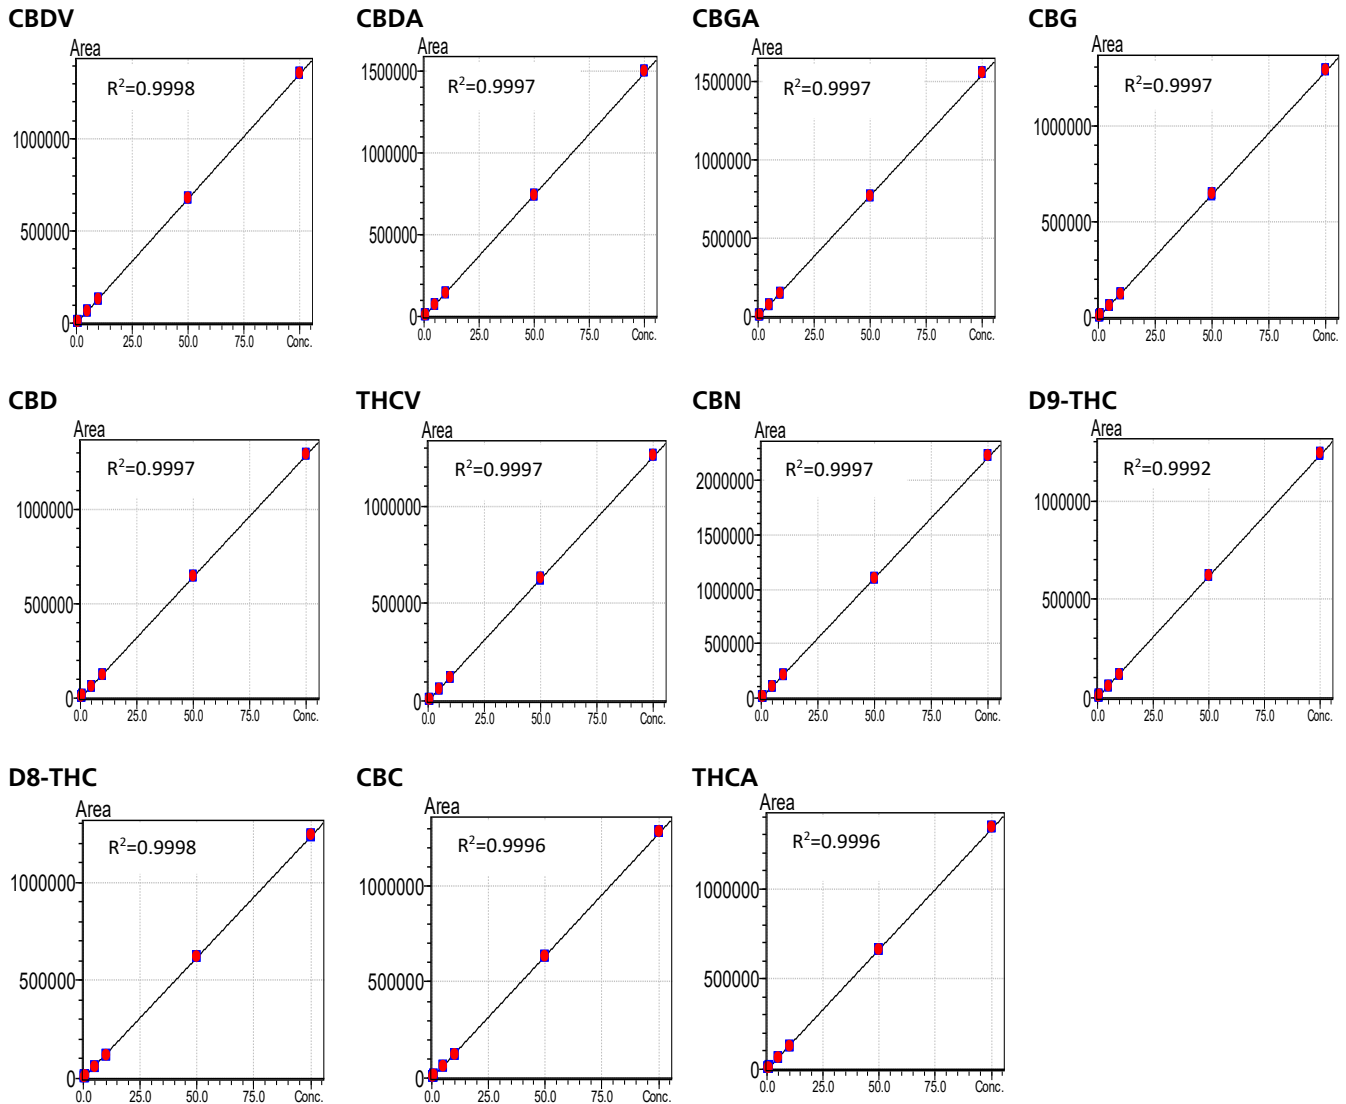 CBDV
Area
R²=0.9998
1000000
500000
0
0.0 25.0 50.0 75.0 Conc.
CBDA
Area
R²=0.9997
1500000
1000000
500000
0
0.0 25.0 50.0 75.0 Conc.
CBGA
Area
R²=0.9997
1500000
1000000
500000
0
0.0 25.0 50.0 75.0 Conc.
CBG
Area
R²=0.9997
1000000
500000
0
0.0 25.0 50.0 75.0 Conc.
CBD
Area
R²=0.9997
1000000
500000
0
0.0 25.0 50.0 75.0 Conc.
THCV
Area
R²=0.9997
1000000
500000
0
0.0 25.0 50.0 75.0 Conc.
CBN
Area
R²=0.9997
2000000
1500000
1000000
500000
0
0.0 25.0 50.0 75.0 Conc.
D9-THC
Area
R²=0.9992
1000000
500000
0
0.0 25.0 50.0 75.0 Conc.
D8-THC
Area
R²=0.9998
1000000
500000
0
0.0 25.0 50.0 75.0 Conc.
CBC
Area
R²=0.9996
1000000
500000
0
0.0 25.0 50.0 75.0 Conc.
THCA
Area
R²=0.9996
1000000
500000
0
0.0 25.0 50.0 75.0 Conc.